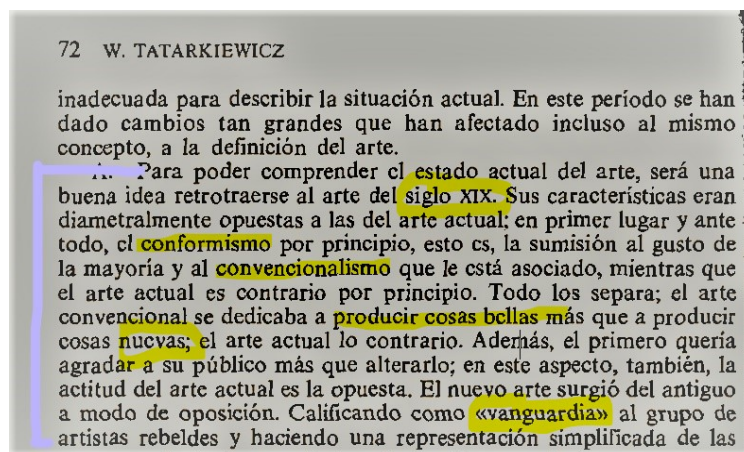 72 W. TATARKIEWICZ
inadecuada para describir la situación actual. En este período se han
dado cambios tan grandes que han afectado incluso al mismo
concepto, a la definición del arte.
A. Para poder comprender el estado actual del arte, será una
buena idea retrotraerse al arte del siglo XIX. Sus características eran
diametralmente opuestas a las del arte actual; en primer lugar y ante
todo, el conformismo por principio, esto es, la sumisión al gusto de
la mayoría y al convencionalismo que le está asociado, mientras que
el arte actual es contrario por principio. Todo los separa; el arte
convencional se dedicaba a producir cosas bellas más que a producir
cosas nuevas; el arte actual lo contrario. Además, el primero quería
agradar a su público más que alterarlo; en este aspecto, también, la
actitud del arte actual es la opuesta. El nuevo arte surgió del antiguo
a modo de oposición. Calificando como «vanguardia» al grupo de
artistas rebeldes y haciendo una representación simplificada de las